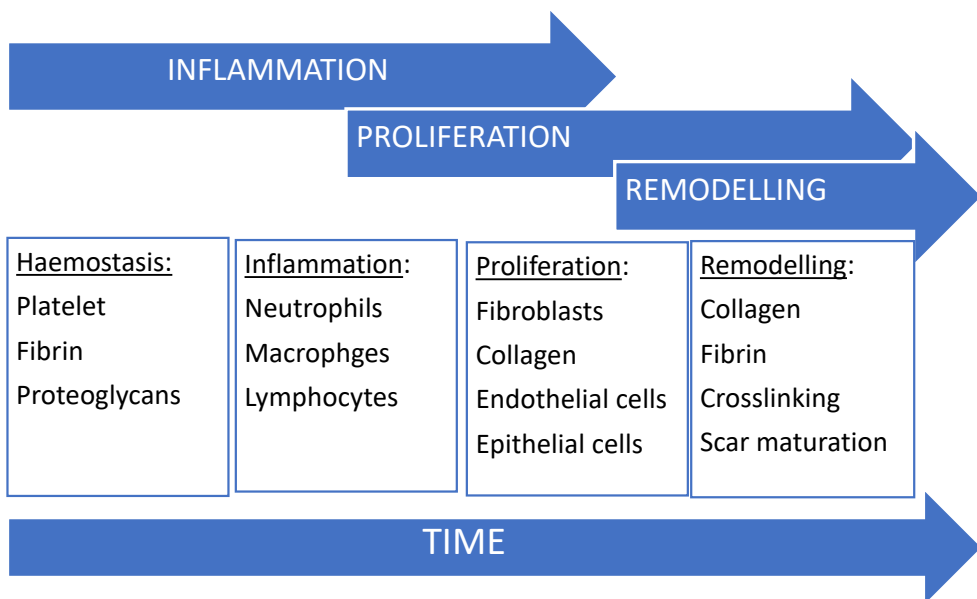 INFLAMMATION
PROLIFERATION
REMODELLING
Haemostasis:
Platelet
Fibrin
Proteoglycans
Inflammation:
Neutrophils
Macrophges
Lymphocytes
Proliferation:
Fibroblasts
Collagen
Endothelial cells
Epithelial cells
Remodelling:
Collagen
Fibrin
Crosslinking
Scar maturation
TIME